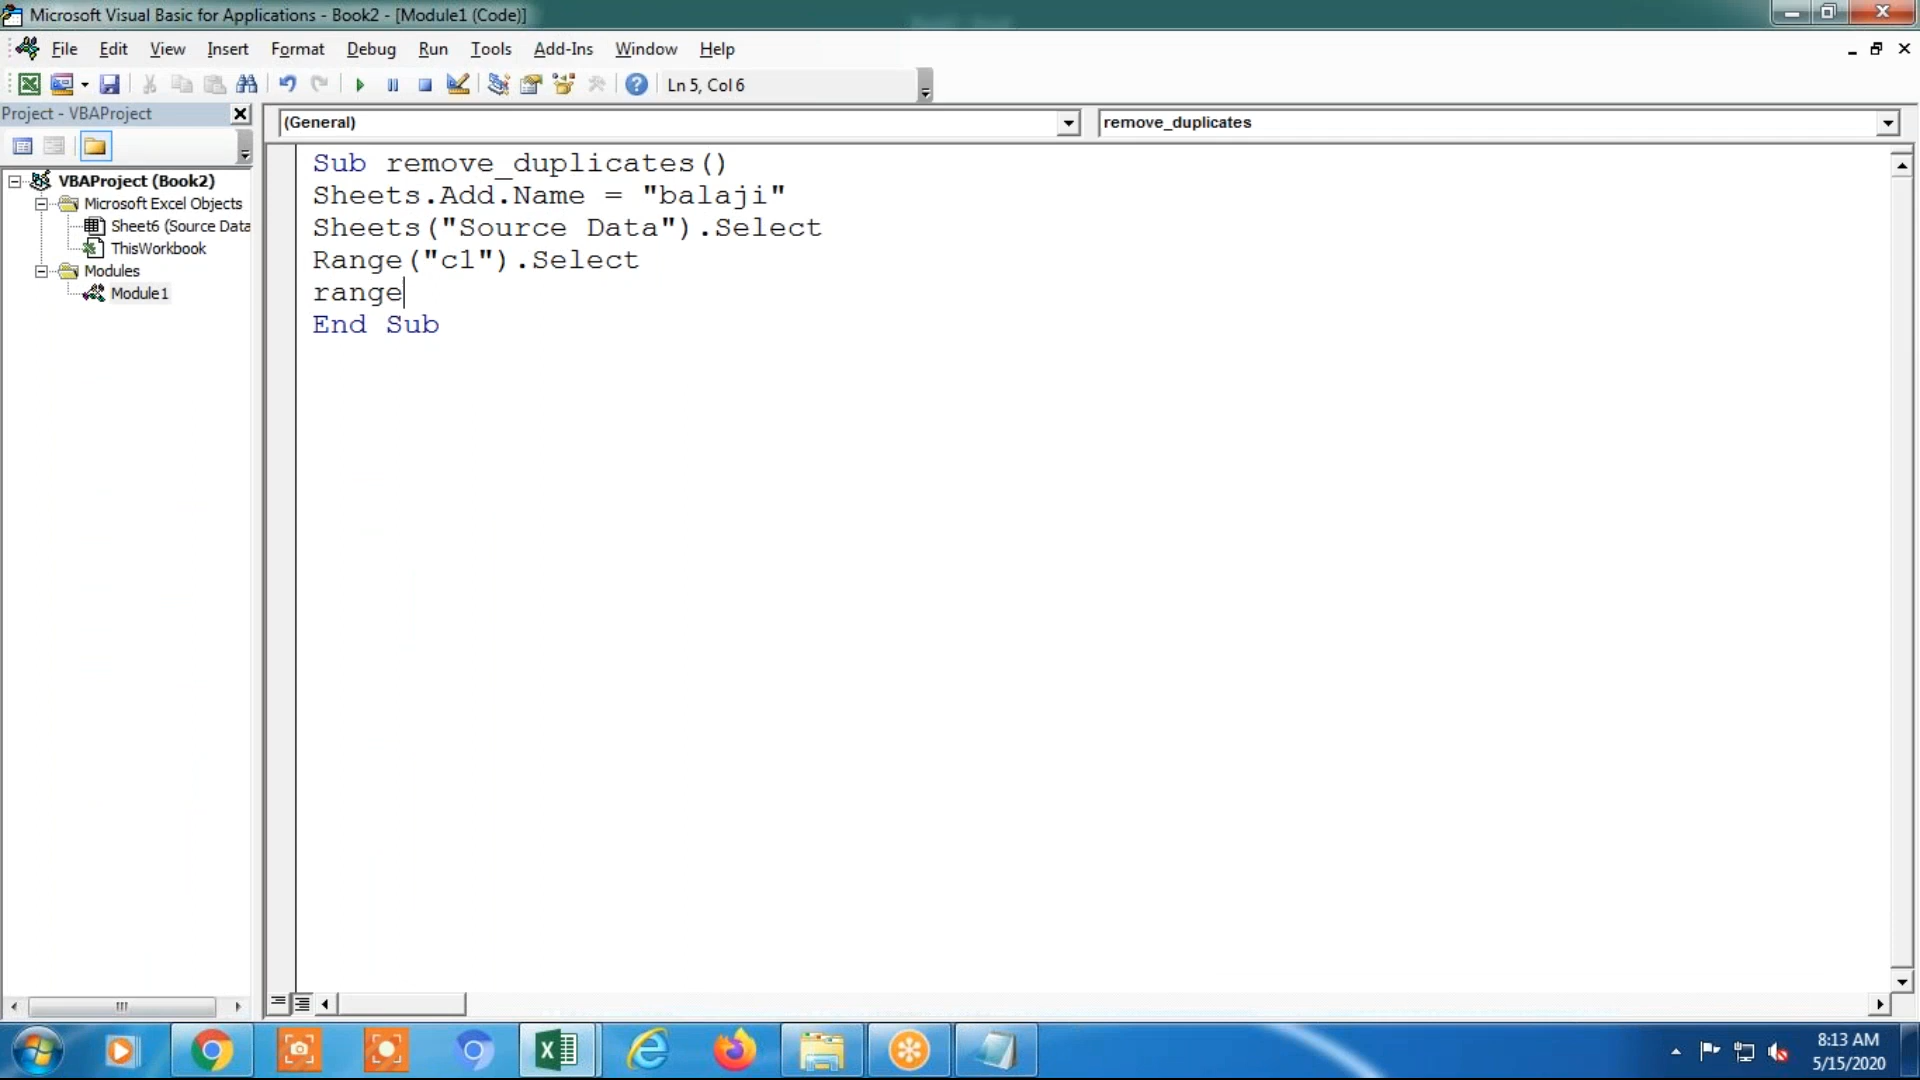 Microsoft Visual Basic for Applications - Book2 - [Module1 (Code)]
File Edit View Insert Format Debug Run Tools Add-Ins Window Help
Ln 5, Col 6
Project - VBAProject
(General)
remove_duplicates
VBAProject (Book2)
Microsoft Excel Objects
Sheet6 (Source Data
ThisWorkbook
Modules
Module1
Sub remove_duplicates()
Sheets.Add.Name = "balaji"
Sheets("Source Data").Select
Range("c1").Select
range
End Sub
8:13 AM
5/15/2020